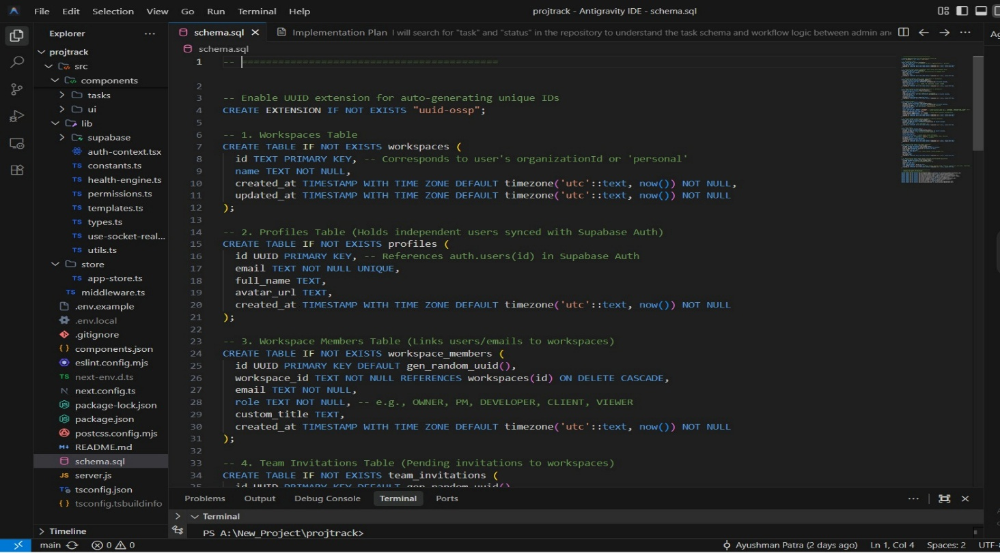 File Edit Selection View Go Run Terminal Help
projtrack - Antigravity IDE - schema.sql
Explorer
projtrack
src
components
tasks
ui
lib
supabase
auth-context.tsx
TS constants.ts
TS health-engine.ts
TS permissions.ts
TS templates.ts
TS types.ts
TS use-socket-real...
TS utils.ts
store
TS app-store.ts
TS middleware.ts
.env.example
.env.local
.gitignore
{ } components.json
eslint.config.mjs
TS next-env.d.ts
N next.config.ts
JS package-lock.json
JS package.json
postcss.config.mjs
M+ README.md
schema.sql
JS server.js
TS tsconfig.json
{ } tsconfig.tsbuildinfo
Timeline
schema.sql
Implementation Plan I will search for "task" and "status" in the repository to understand the task schema and workflow logic between admin an
schema.sql
1 -- ==========================================
2
3 -- Enable UUID extension for auto-generating unique IDs
4 CREATE EXTENSION IF NOT EXISTS "uuid-ossp";
5
6 -- 1. Workspaces Table
7 CREATE TABLE IF NOT EXISTS workspaces (
8 id TEXT PRIMARY KEY, -- Corresponds to user's organizationId or 'personal'
9 name TEXT NOT NULL,
10 created_at TIMESTAMP WITH TIME ZONE DEFAULT timezone('utc'::text, now()) NOT NULL,
11 updated_at TIMESTAMP WITH TIME ZONE DEFAULT timezone('utc'::text, now()) NOT NULL
12 );
13
14 -- 2. Profiles Table (Holds independent users synced with Supabase Auth)
15 CREATE TABLE IF NOT EXISTS profiles (
16 id UUID PRIMARY KEY, -- References auth.users(id) in Supabase Auth
17 email TEXT NOT NULL UNIQUE,
18 full_name TEXT,
19 avatar_url TEXT,
20 created_at TIMESTAMP WITH TIME ZONE DEFAULT timezone('utc'::text, now()) NOT NULL
21 );
22
23 -- 3. Workspace Members Table (Links users/emails to workspaces)
24 CREATE TABLE IF NOT EXISTS workspace_members (
25 id UUID PRIMARY KEY DEFAULT gen_random_uuid(),
26 workspace_id TEXT NOT NULL REFERENCES workspaces(id) ON DELETE CASCADE,
27 email TEXT NOT NULL,
28 role TEXT NOT NULL, -- e.g., OWNER, PM, DEVELOPER, CLIENT, VIEWER
29 custom_title TEXT,
30 created_at TIMESTAMP WITH TIME ZONE DEFAULT timezone('utc'::text, now()) NOT NULL
31 );
32
33 -- 4. Team Invitations Table (Pending invitations to workspaces)
34 CREATE TABLE IF NOT EXISTS team_invitations (
35 id UUID PRIMARY KEY DEFAULT gen_random_uuid()
Problems Output Debug Console Terminal Ports
Terminal
PS A:\New_Project\projtrack>
main 0 0
Ayushman Patra (2 days ago) Ln 1, Col 4 Spaces: 2 UTF-